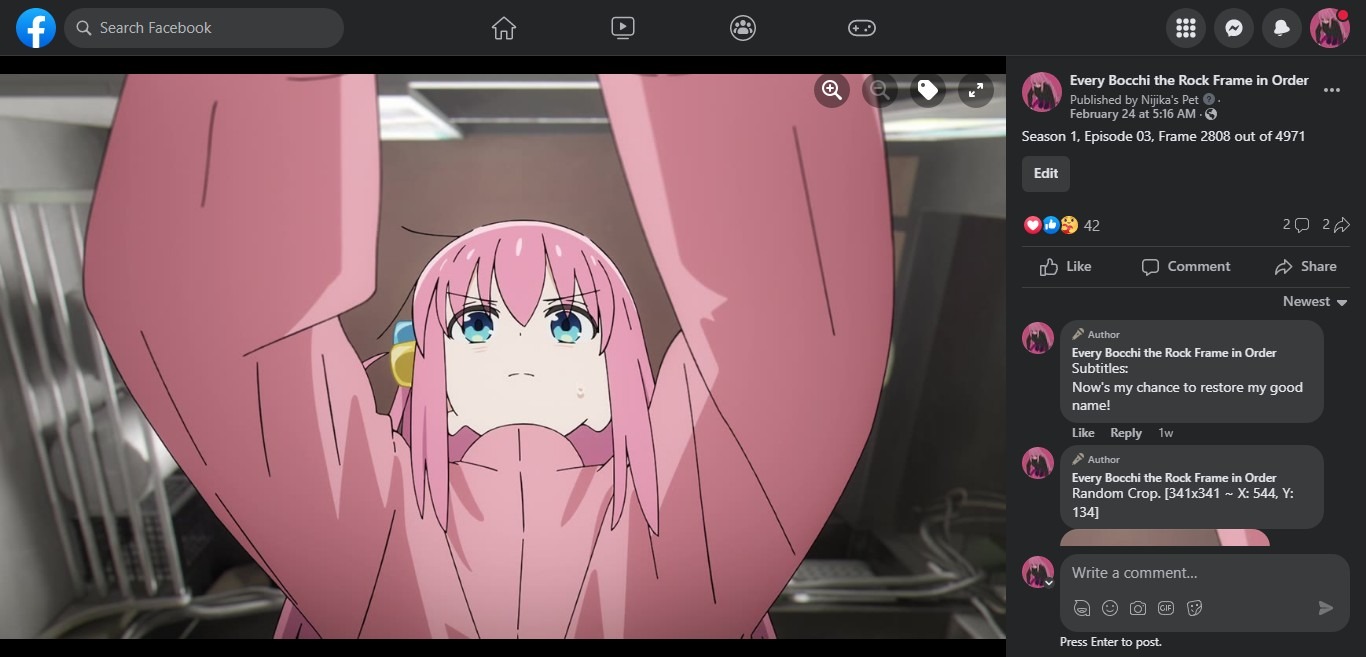 Search Facebook
Every Bocchi the Rock Frame in Order
Published by Nijika's Pet ·
February 24 at 5:16 AM ·
Season 1, Episode 03, Frame 2808 out of 4971
Edit
42
2
2
Like
Comment
Share
Newest
Author
Every Bocchi the Rock Frame in Order
Subtitles:
Now's my chance to restore my good
name!
Like Reply 1w
Author
Every Bocchi the Rock Frame in Order
Random Crop. [341x341 ~ X: 544, Y:
134]
Write a comment...
GIF
Press Enter to post.